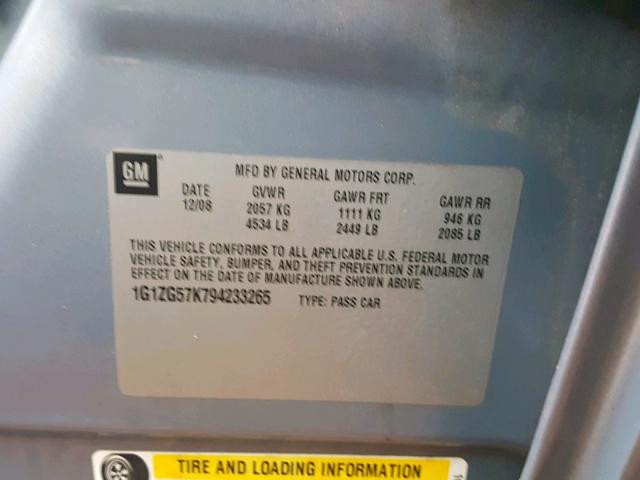 GM
MFD BY GENERAL MOTORS CORP.
DATE GVWR GAWR FRT GAWR RR
12/08 2057 KG 1111 KG 946 KG
4534 LB 2449 LB 2085 LB
THIS VEHICLE CONFORMS TO ALL APPLICABLE U.S. FEDERAL MOTOR
VEHICLE SAFETY, BUMPER, AND THEFT PREVENTION STANDARDS IN
EFFECT ON THE DATE OF MANUFACTURE SHOWN ABOVE.
1G1ZG57K794233265 TYPE: PASS CAR
TIRE AND LOADING INFORMATION